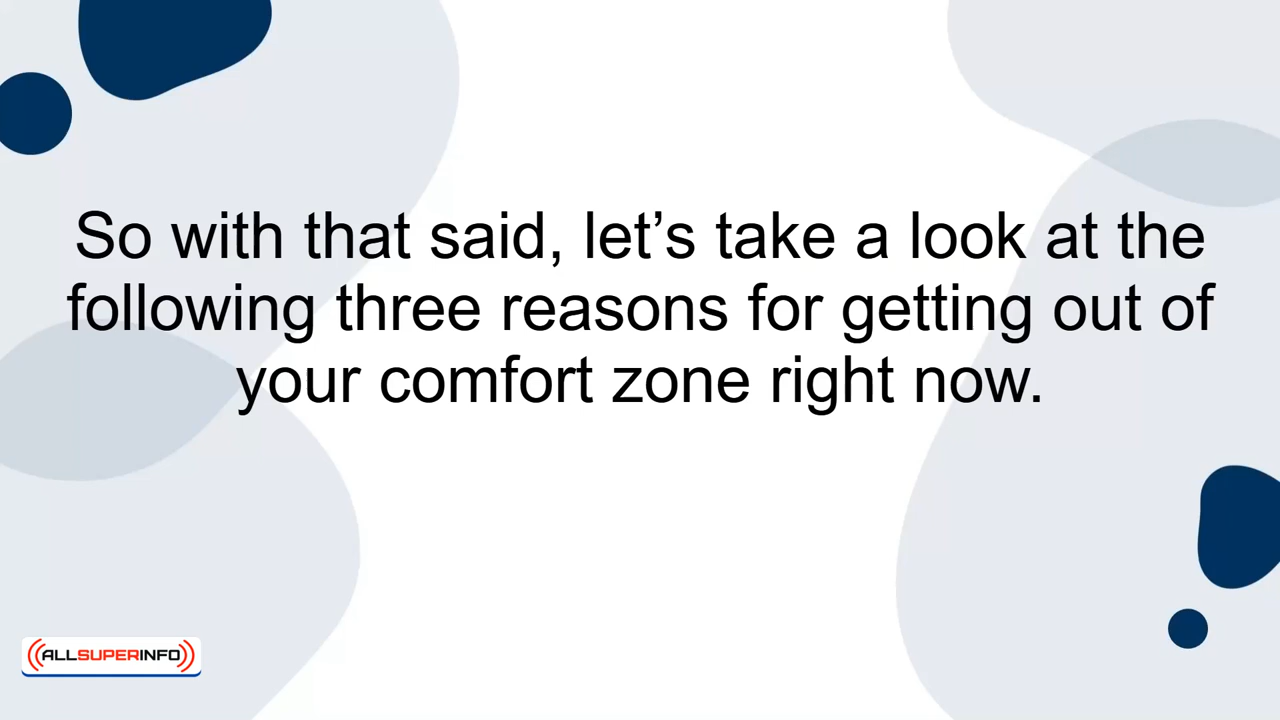 So with that said, let’s take a look at the
following three reasons for getting out of
your comfort zone right now.
ALLSUPERINFO